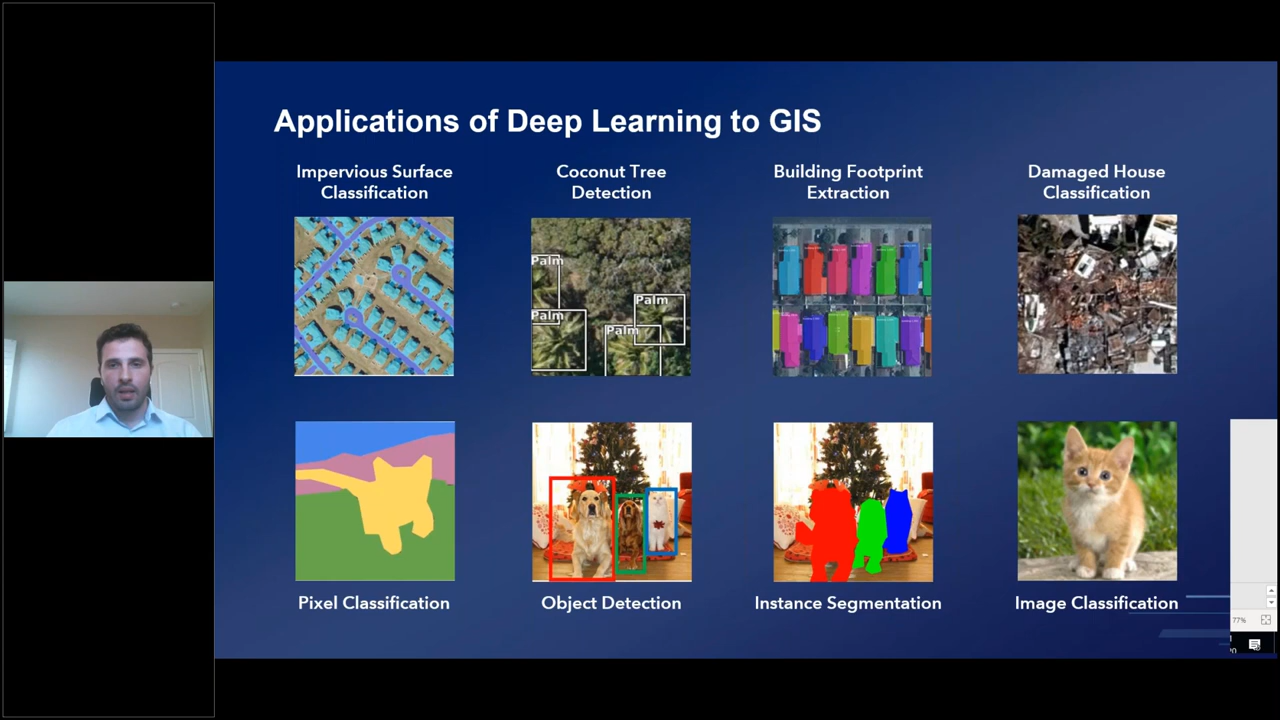 Applications of Deep Learning to GIS
Impervious Surface
Classification
Coconut Tree
Detection
Building Footprint
Extraction
Damaged House
Classification
Palm
Palm
Palm
Palm
Pixel Classification
Object Detection
Instance Segmentation
Image Classification
77%